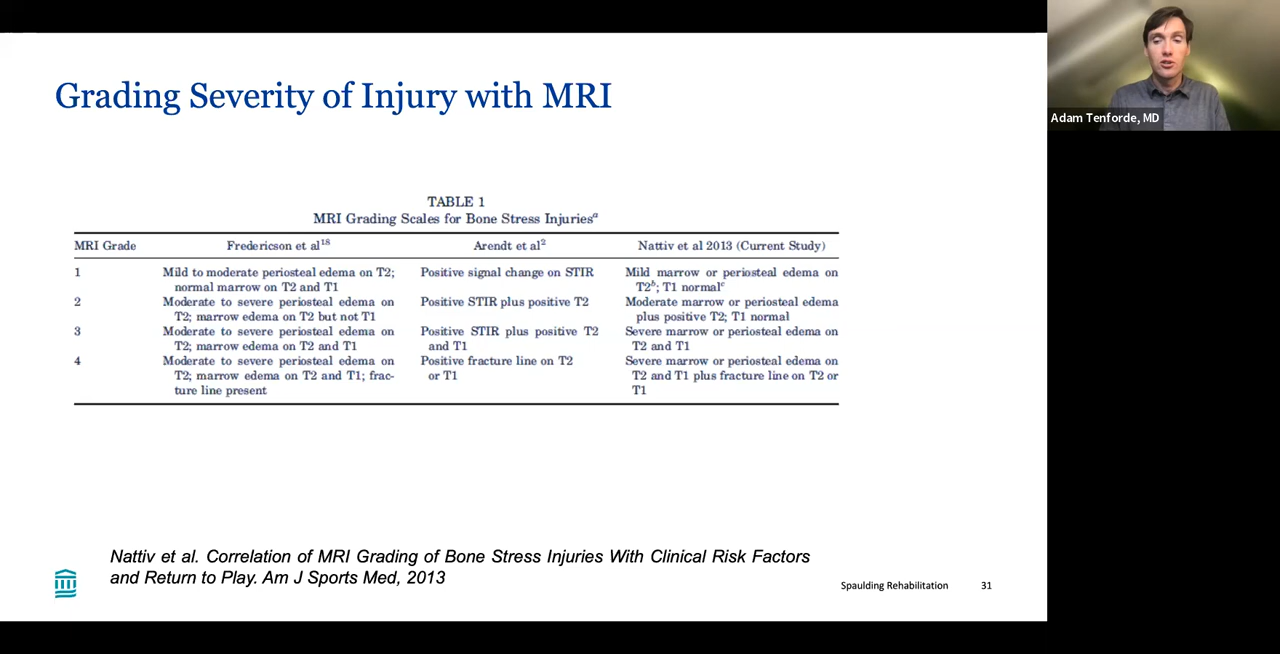 Grading Severity of Injury with MRI
Adam Tenforde, MD
TABLE 1
MRI Grading Scales for Bone Stress Injuriesᵃ
MRI Grade Fredericson et al¹⁸ Arendt et al² Nattiv et al 2013 (Current Study)
1 Mild to moderate periosteal edema on T2; Positive signal change on STIR Mild marrow or periosteal edema on
normal marrow on T2 and T1 T2ᵇ; T1 normalᶜ
2 Moderate to severe periosteal edema on Positive STIR plus positive T2 Moderate marrow or periosteal edema
T2; marrow edema on T2 but not T1 plus positive T2; T1 normal
3 Moderate to severe periosteal edema on Positive STIR plus positive T2 Severe marrow or periosteal edema on
T2; marrow edema on T2 and T1 and T1 T2 and T1
4 Moderate to severe periosteal edema on Positive fracture line on T2 Severe marrow or periosteal edema on
T2; marrow edema on T2 and T1; frac- or T1 T2 and T1 plus fracture line on T2 or
ture line present T1
Nattiv et al. Correlation of MRI Grading of Bone Stress Injuries With Clinical Risk Factors
and Return to Play. Am J Sports Med, 2013
Spaulding Rehabilitation 31